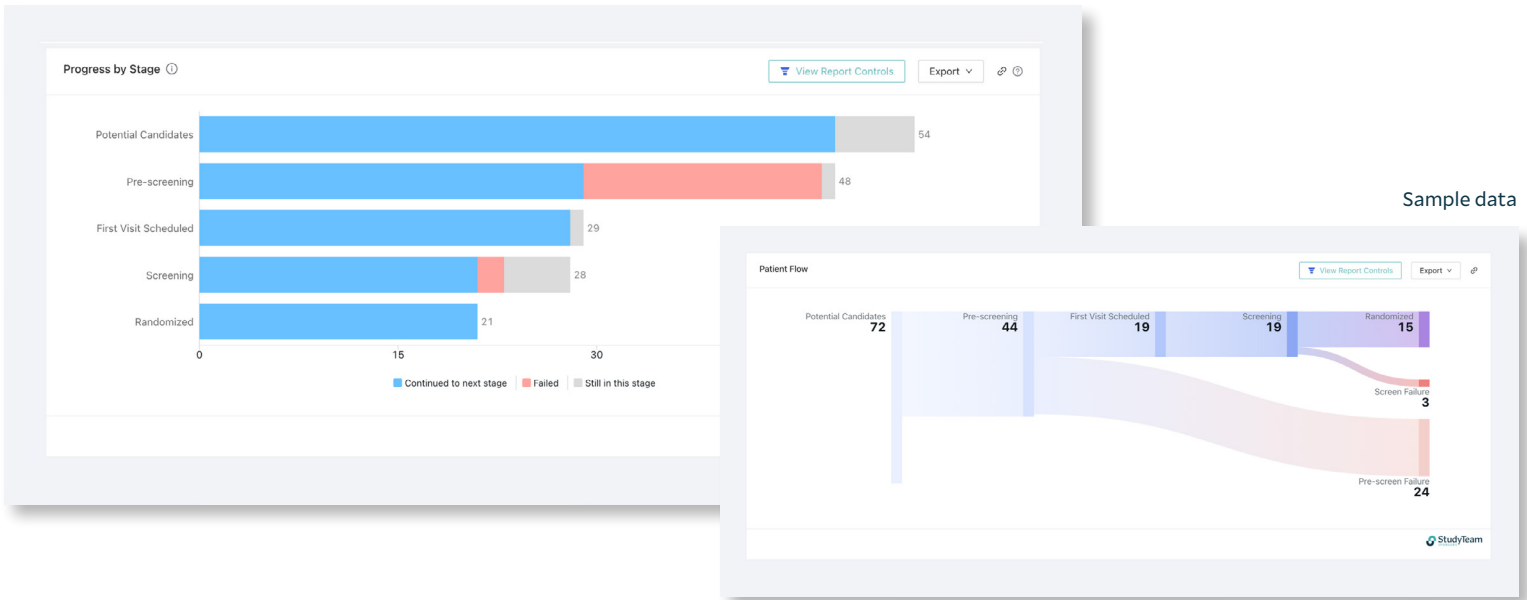 Progress by Stage
View Report Controls
Export
Potential Candidates
54
Pre-screening
48
First Visit Scheduled
29
Screening
28
Randomized
21
0
15
30
Continued to next stage
Failed
Still in this stage
Sample data
Patient Flow
View Report Controls
Export
Potential Candidates
72
Pre-screening
44
First Visit Scheduled
19
Screening
19
Randomized
15
Screen Failure
3
Pre-screen Failure
24
StudyTeam